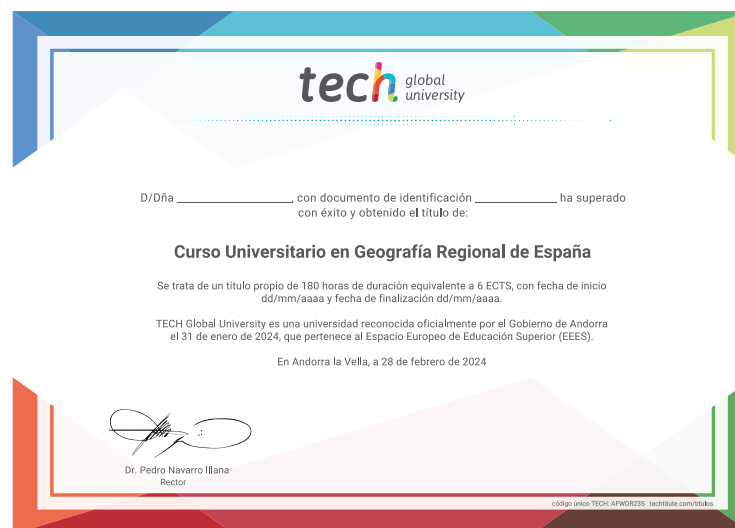 tech global university
D/Dña ______________, con documento de identificación __________ ha superado
con éxito y obtenido el título de:
Curso Universitario en Geografía Regional de España
Se trata de un título propio de 180 horas de duración equivalente a 6 ECTS, con fecha de inicio
dd/mm/aaaa y fecha de finalización dd/mm/aaaa.
TECH Global University es una universidad reconocida oficialmente por el Gobierno de Andorra
el 31 de enero de 2024, que pertenece al Espacio Europeo de Educación Superior (EEES).
En Andorra la Vella, a 28 de febrero de 2024
Dr. Pedro Navarro Illana
Rector
código único TECH: AFWOR23S techtitute.com/titulos